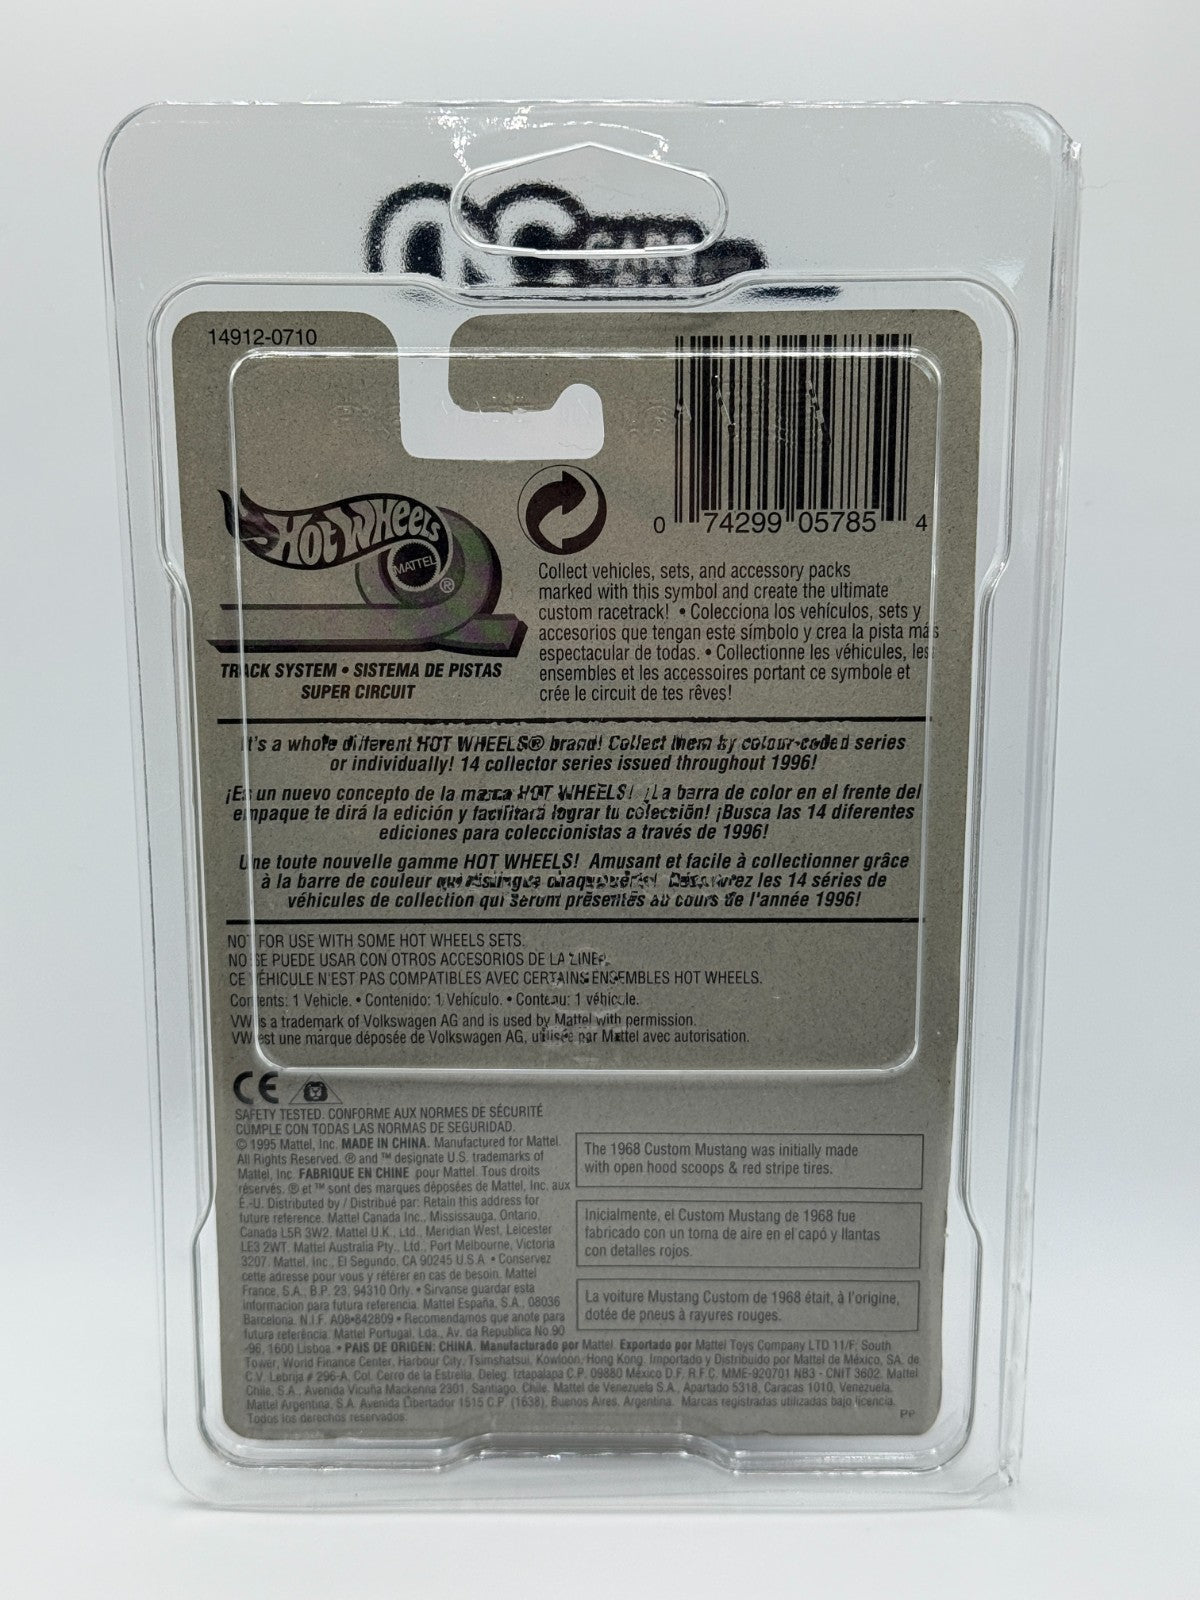 CARS
14912-0710
HOT WHEELS
MATTEL
®
0 74299 05785 4
TRACK SYSTEM • SISTEMA DE PISTAS
SUPER CIRCUIT
Collect vehicles, sets, and accessory packs
marked with this symbol and create the ultimate
custom racetrack! • Colecciona los vehículos, sets y
accesorios que tengan este símbolo y crea la pista más
espectacular de todas. • Collectionne les véhicules, les
ensembles et les accessoires portant ce symbole et
crée le circuit de tes rêves!
It's a whole different HOT WHEELS® brand! Collect them by colour-coded series
or individually! 14 collector series issued throughout 1996!
¡Es un nuevo concepto de la marca HOT WHEELS! ¡La barra de color en el frente del
empaque te dirá la edición y facilitará lograr tu colección! ¡Busca las 14 diferentes
ediciones para coleccionistas a través de 1996!
Une toute nouvelle gamme HOT WHEELS! Amusant et facile à collectionner grâce
à la barre de couleur qui distingue chaque série! Découvrez les 14 séries de
véhicules de collection qui seront présentés au cours de l'année 1996!
NOT FOR USE WITH SOME HOT WHEELS SETS.
NO SE PUEDE USAR CON OTROS ACCESORIOS DE LA LINEA.
CE VÉHICULE N'EST PAS COMPATIBLES AVEC CERTAINS ENSEMBLES HOT WHEELS.
Contents: 1 Vehicle. • Contenido: 1 Vehículo. • Contenu: 1 véhicule.
VW is a trademark of Volkswagen AG and is used by Mattel with permission.
VW est une marque déposée de Volkswagen AG, utilisée par Mattel avec autorisation.
CE
SAFETY TESTED. CONFORME AUX NORMES DE SÉCURITÉ
CUMPLE CON TODAS LAS NORMAS DE SEGURIDAD.
© 1995 Mattel, Inc. MADE IN CHINA. Manufactured for Mattel.
All Rights Reserved. ® and ™ designate U.S. trademarks of
Mattel, Inc. FABRIQUÉ EN CHINE pour Mattel. Tous droits
réservés. ® et ™ sont des marques déposées de Mattel, Inc. aux
É.-U. Distributed by / Distribué par: Retain this address for
future reference. Mattel Canada Inc., Mississauga, Ontario,
Canada L5R 3W2. Mattel U.K., Ltd., Meridian West, Leicester
LE3 2WT. Mattel Australia Pty., Ltd., Port Melbourne, Victoria
3207. Mattel, Inc., El Segundo, CA 90245 U.S.A. • Conservez
cette adresse pour vous y référer en cas de besoin. Mattel
France, S.A., B.P. 23, 94310 Orly. • Sirvanse guardar esta
informacion para futura referencia. Mattel España, S.A., 08036
Barcelona. N.I.F. A08-842809 • Recomendamos que anote para
futura referência. Mattel Portugal, Lda., Av. da Republica No 90
-96, 1600 Lisboa. • PAIS DE ORIGEN: CHINA. Manufacturado por Mattel. Exportado por Mattel Toys Company LTD 11/F, South
Tower, World Finance Center, Harbour City, Tsimshatsui, Kowloon, Hong Kong. Importado y Distribuido por Mattel de México, S.A. de
C.V. Lebrija # 296-A, Col. Cerro de la Estrella, Deleg. Iztapalapa C.P. 09880 México D.F. R.F.C. MME-920701 NB3 - CNIT 3602. Mattel
Chile, S.A., Avenida Vicuña Mackenna 2301, Santiago, Chile. Mattel de Venezuela S.A., Apartado 5318, Caracas 1010, Venezuela.
Mattel Argentina, S.A. Avenida Libertador 1515 C.P. (1638), Buenos Aires, Argentina. Marcas registradas utilizadas bajo licencia.
Todos los derechos reservados.
PP
The 1968 Custom Mustang was initially made
with open hood scoops & red stripe tires.
Inicialmente, el Custom Mustang de 1968 fue
fabricado con un toma de aire en el capó y llantas
con detalles rojos.
La voiture Mustang Custom de 1968 était, à l'origine,
dotée de pneus à rayures rouges.